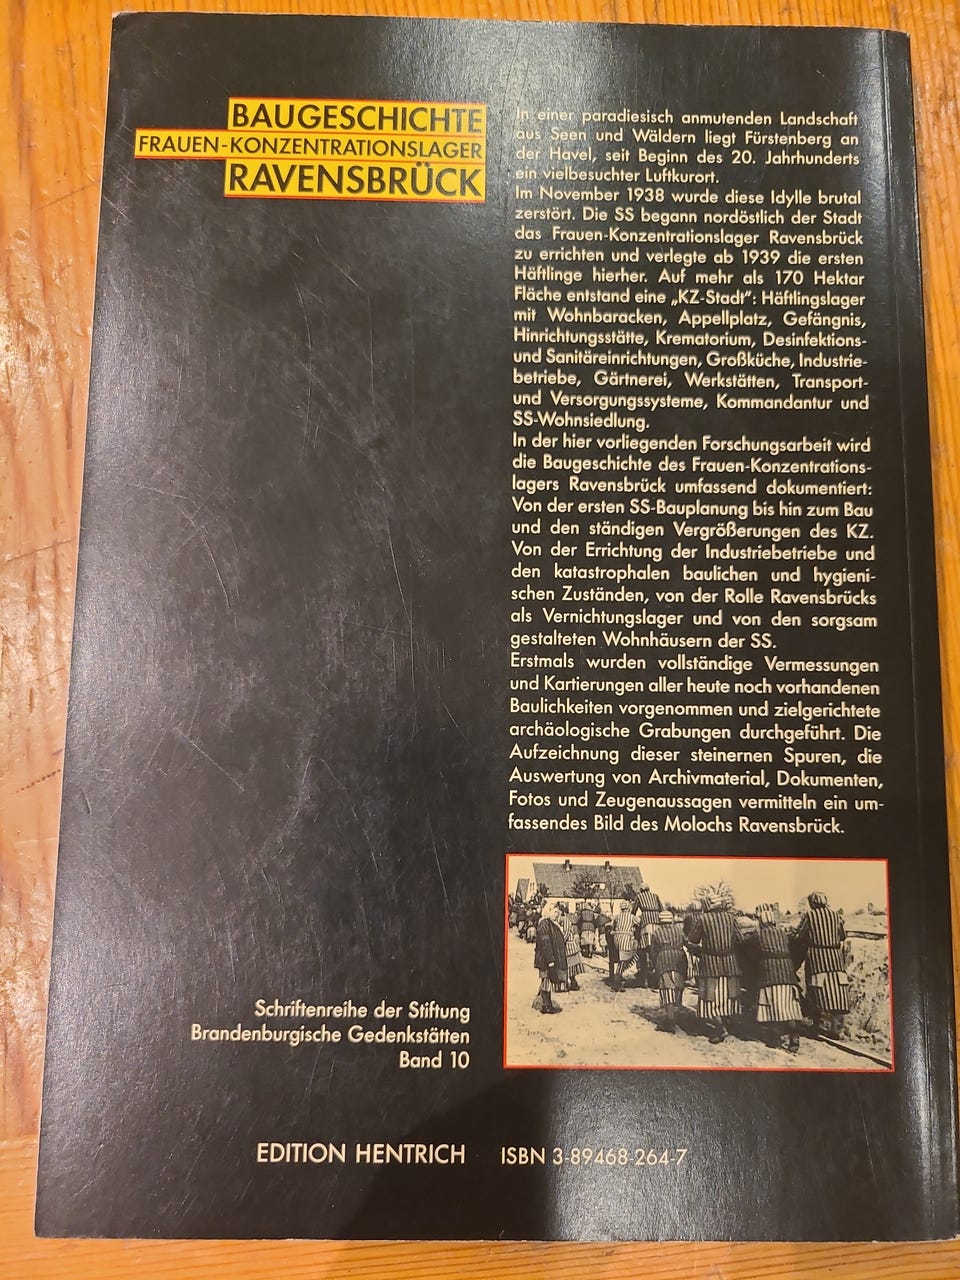 BAUGESCHICHTE
FRAUEN-KONZENTRATIONSLAGER
RAVENSBRÜCK
In einer paradiesisch anmutenden Landschaft
aus Seen und Wäldern liegt Fürstenberg an
der Havel, seit Beginn des 20. Jahrhunderts
ein vielbesuchter Luftkurort.
Im November 1938 wurde diese Idylle brutal
zerstört. Die SS begann nordöstlich der Stadt
das Frauen-Konzentrationslager Ravensbrück
zu errichten und verlegte ab 1939 die ersten
Häftlinge hierher. Auf mehr als 170 Hektar
Fläche entstand eine „KZ-Stadt": Häftlingslager
mit Wohnbaracken, Appellplatz, Gefängnis,
Hinrichtungsstätte, Krematorium, Desinfektions-
und Sanitäreinrichtungen, Großküche, Industrie-
betriebe, Gärtnerei, Werkstätten, Transport-
und Versorgungssysteme, Kommandantur und
SS-Wohnsiedlung.
In der hier vorliegenden Forschungsarbeit wird
die Baugeschichte des Frauen-Konzentrations-
lagers Ravensbrück umfassend dokumentiert:
Von der ersten SS-Bauplanung bis hin zum Bau
und den ständigen Vergrößerungen des KZ.
Von der Errichtung der Industriebetriebe und
den katastrophalen baulichen und hygieni-
schen Zuständen, von der Rolle Ravensbrücks
als Vernichtungslager und von den sorgsam
gestalteten Wohnhäusern der SS.
Erstmals wurden vollständige Vermessungen
und Kartierungen aller heute noch vorhandenen
Baulichkeiten vorgenommen und zielgerichtete
archäologische Grabungen durchgeführt. Die
Aufzeichnung dieser steinernen Spuren, die
Auswertung von Archivmaterial, Dokumenten,
Fotos und Zeugenaussagen vermitteln ein um-
fassendes Bild des Molochs Ravensbrück.
Schriftenreihe der Stiftung
Brandenburgische Gedenkstätten
Band 10
EDITION HENTRICH ISBN 3-89468-264-7